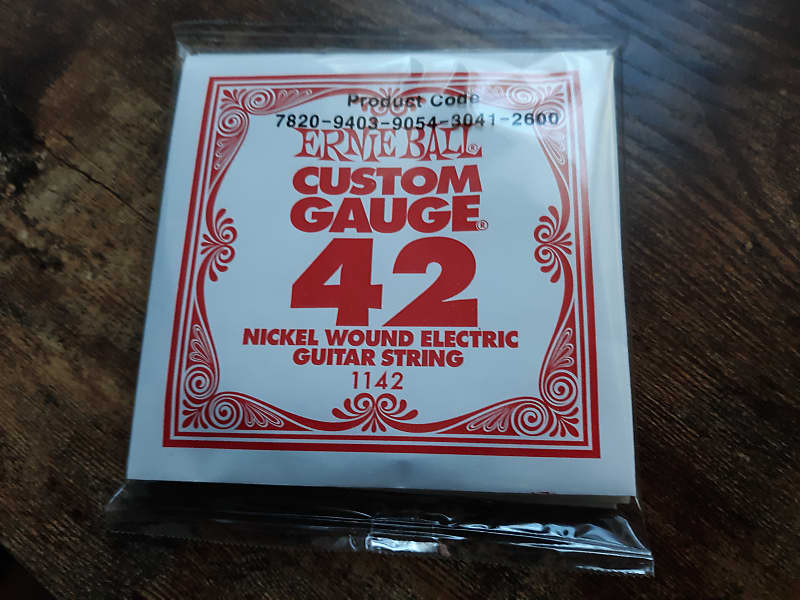 Product Code
7820-9403-9054-3041-2600
ERNIE BALL®
CUSTOM
GAUGE®
42
NICKEL WOUND ELECTRIC
GUITAR STRING
1142